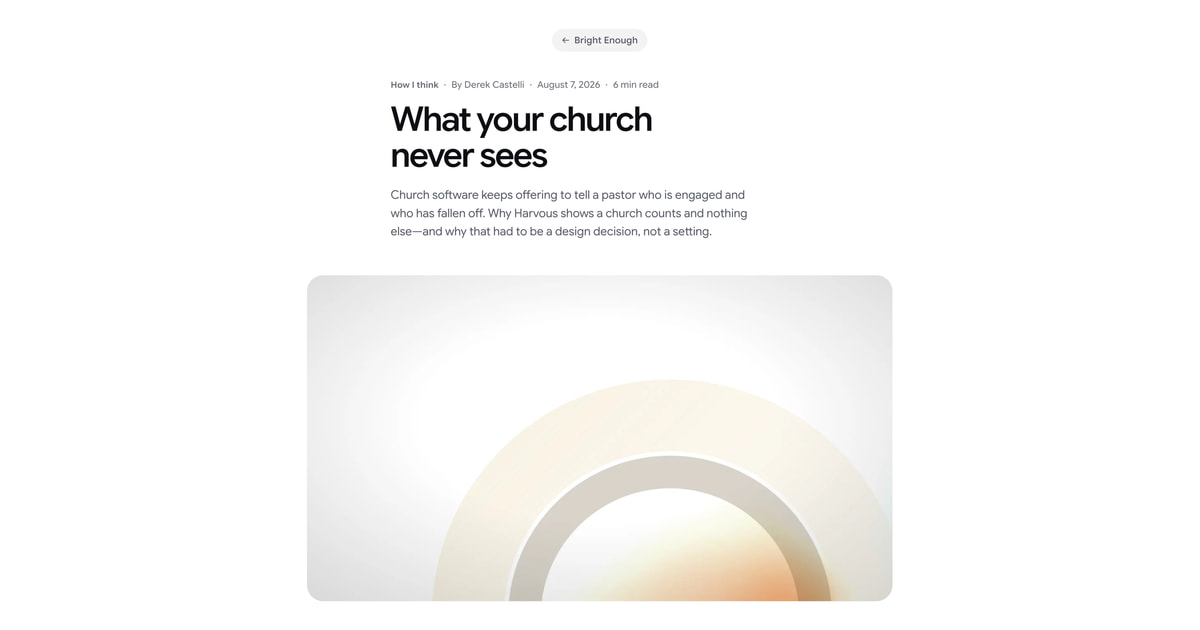 ← Bright Enough
How I think · By Derek Castelli · August 7, 2026 · 6 min read
What your church
never sees
Church software keeps offering to tell a pastor who is engaged and
who has fallen off. Why Harvous shows a church counts and nothing
else—and why that had to be a design decision, not a setting.